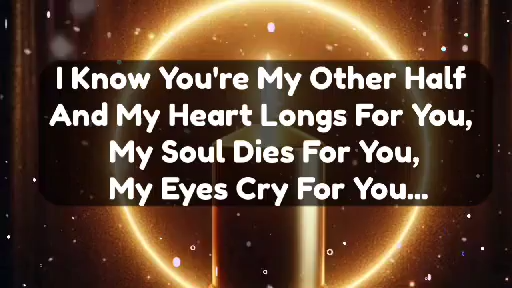 I Know You're My Other Half
And My Heart Longs For You,
My Soul Dies For You,
My Eyes Cry For You...